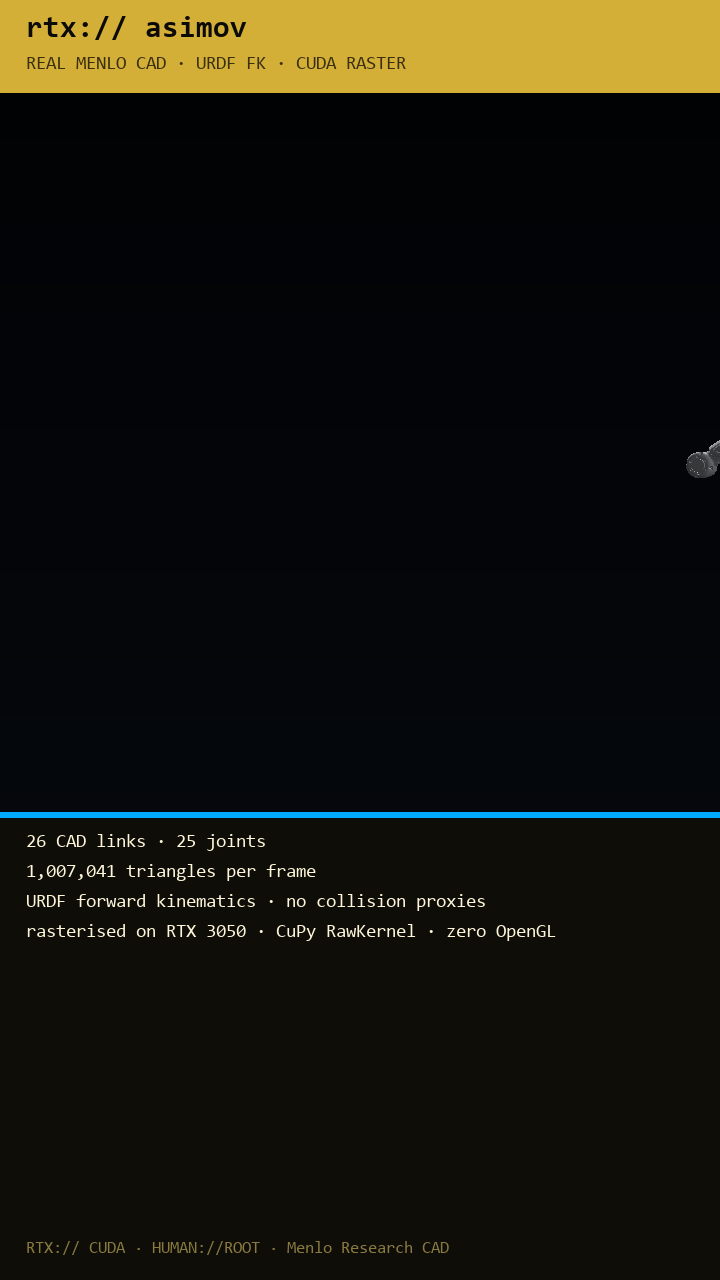 rtx:// asimov
REAL MENLO CAD · URDF FK · CUDA RASTER
26 CAD links · 25 joints
1,007,041 triangles per frame
URDF forward kinematics · no collision proxies
rasterised on RTX 3050 · CuPy RawKernel · zero OpenGL
RTX:// CUDA · HUMAN://ROOT · Menlo Research CAD